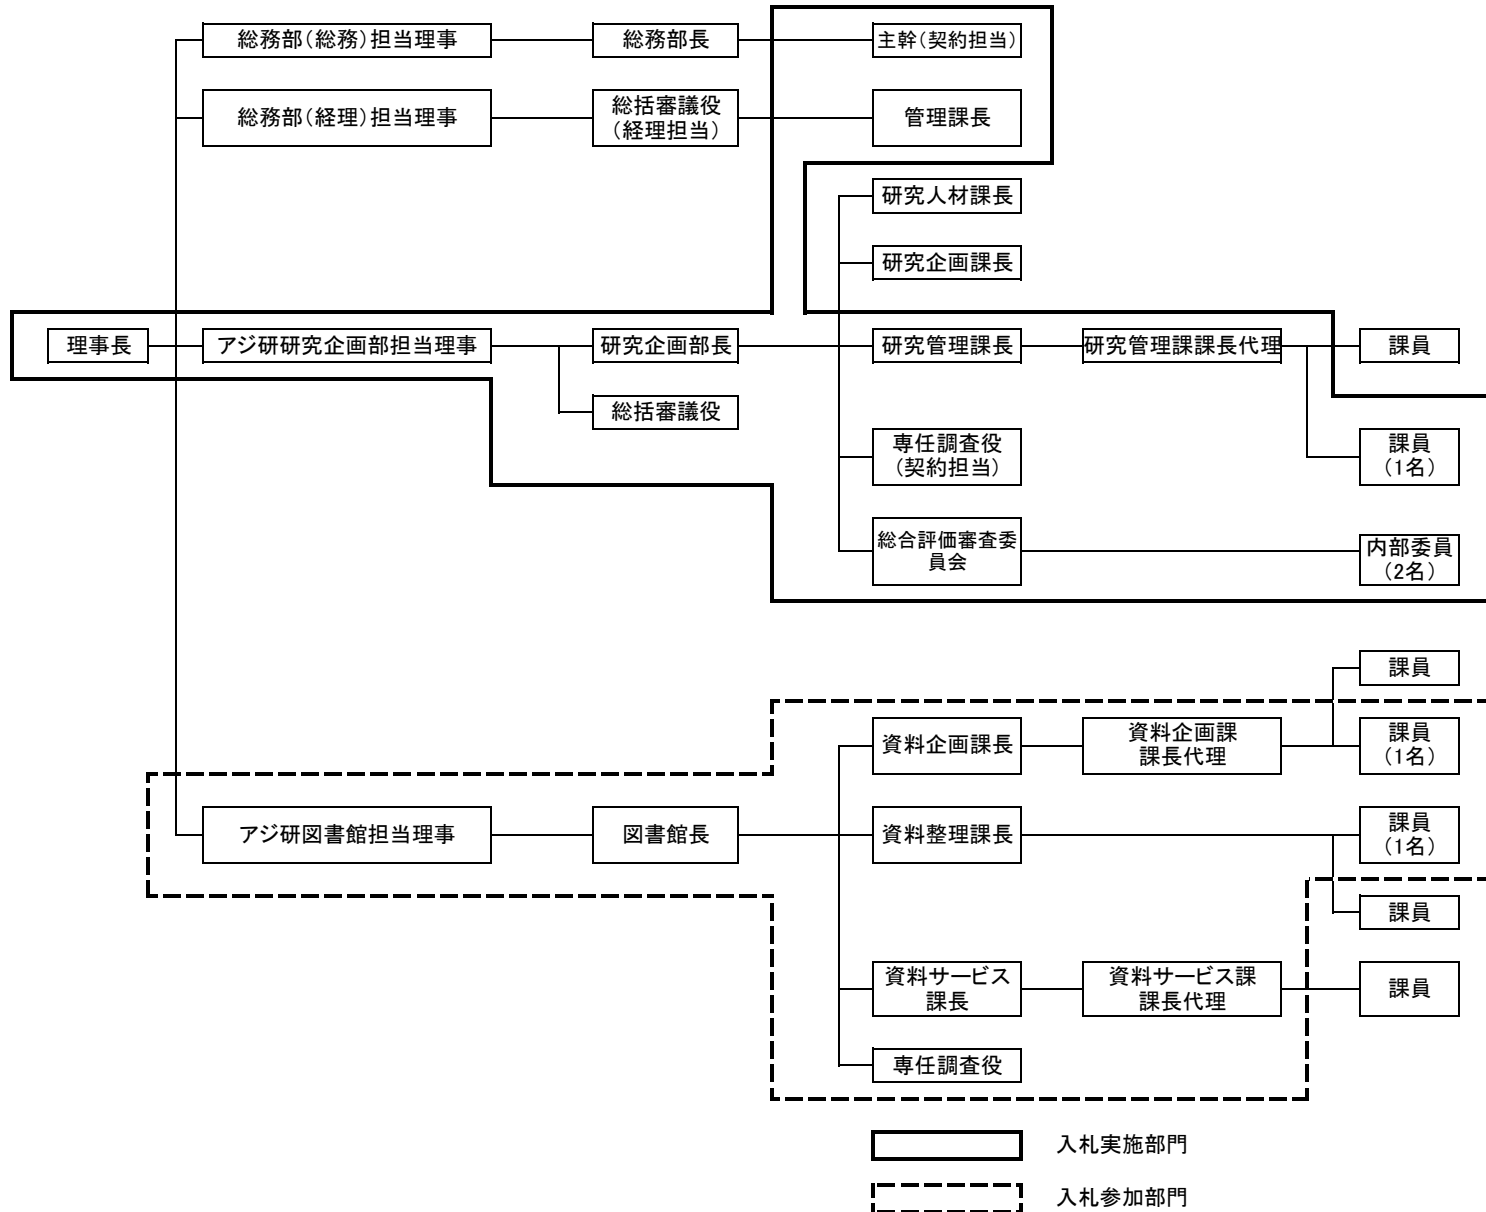 総務部（総務）担当理事
総務部長
主幹（契約担当）
総務部（経理）担当理事
総括審議役
（経理担当）
管理課長
研究人材課長
研究企画課長
理事長
アジ研研究企画部担当理事
研究企画部長
研究管理課長
研究管理課課長代理
課員
総括審議役
専任調査役
（契約担当）
課員
（1名）
総合評価審査委
員会
内部委員
（2名）
課員
資料企画課長
資料企画課
課長代理
課員
（1名）
アジ研図書館担当理事
図書館長
資料整理課長
課員
（1名）
課員
資料サービス
課長
資料サービス課
課長代理
課員
専任調査役
入札実施部門
入札参加部門